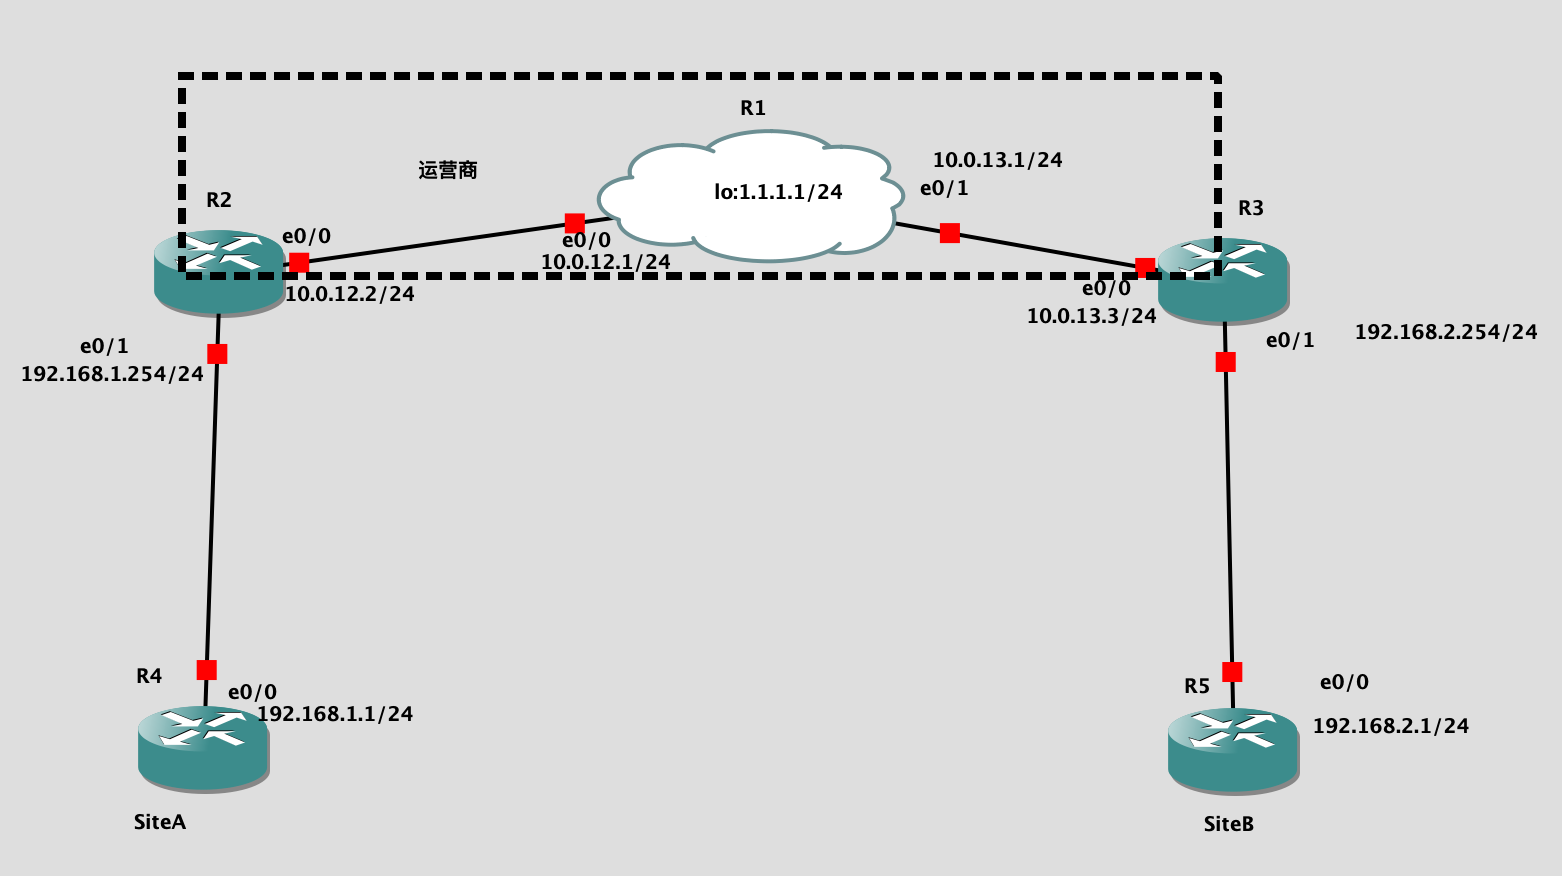 R1
10.0.13.1/24
运营商
lo:1.1.1.1/24
e0/1
R2
R3
e0/0
e0/0
10.0.12.1/24
10.0.12.2/24
e0/0
10.0.13.3/24
e0/1
192.168.1.254/24
e0/1
192.168.2.254/24
R4
e0/0
192.168.1.1/24
R5
e0/0
192.168.2.1/24
SiteA
SiteB